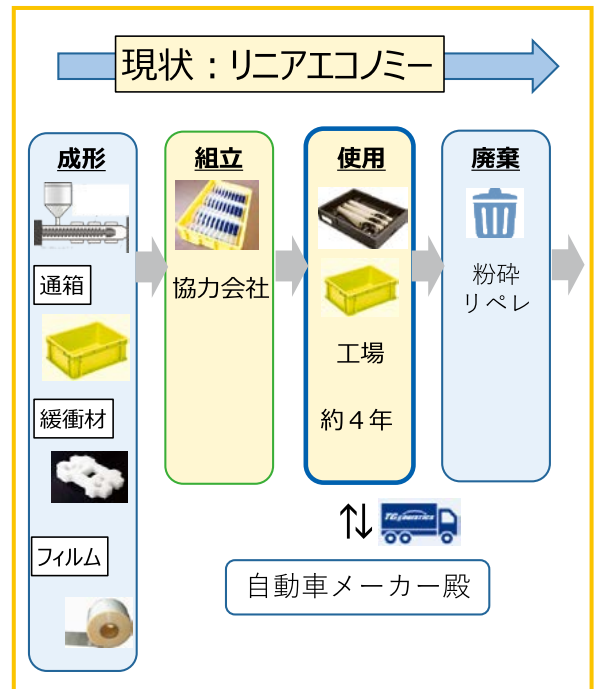 現状：リニアエコノミー
成形
通箱
緩衝材
フィルム
組立
協力会社
使用
工場
約４年
廃棄
粉砕
リペレ
TG LOGISTICS
自動車メーカー殿